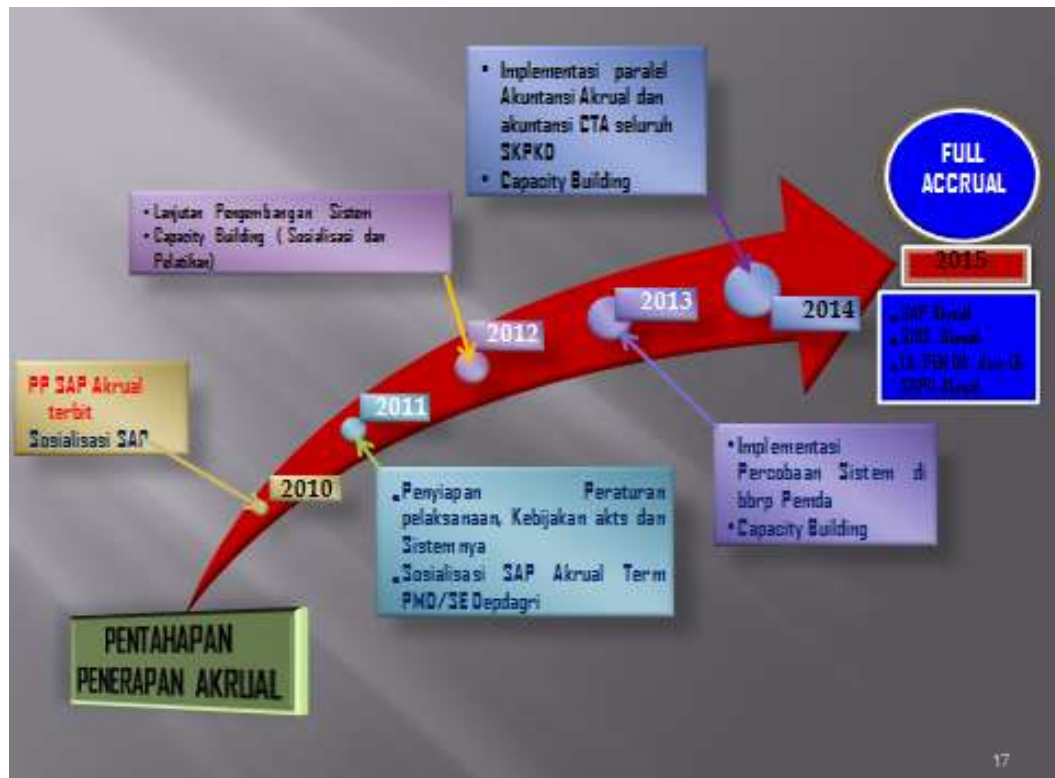 PENTAHAPAN
PENERAPAN AKRUAL
PP SAP Akrual
terbit
Sosialisasi SAP
2010
2011
Penyiapan Peraturan
pelaksanaan, Kebijakan akts dan
Sistem nya
Sosialisasi SAP Akrual Term
PMD/SE Depdagri
• Lanjutan Pengembangan Sistem
• Capacity Building ( Sosialisasi dan
Pelatihan)
2012
2013
• Implementasi
Percobaan Sistem di
bbrp Pemda
• Capacity Building
• Implementasi paralel
Akuntansi Akrual dan
akuntansi CTA seluruh
SKPKD
• Capacity Building
2014
FULL
ACCRUAL
2015
SAP Akrual
Akrual
17